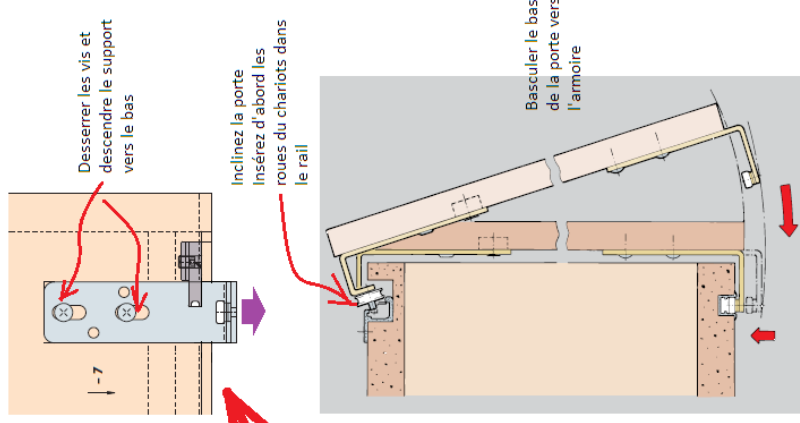 Desserrer les vis et
descendre le support
vers le bas
Inclinez la porte
Insérez d'abord les
roues du chariots dans
le rail
Basculer le bas
de la porte vers
l'armoire
- 7